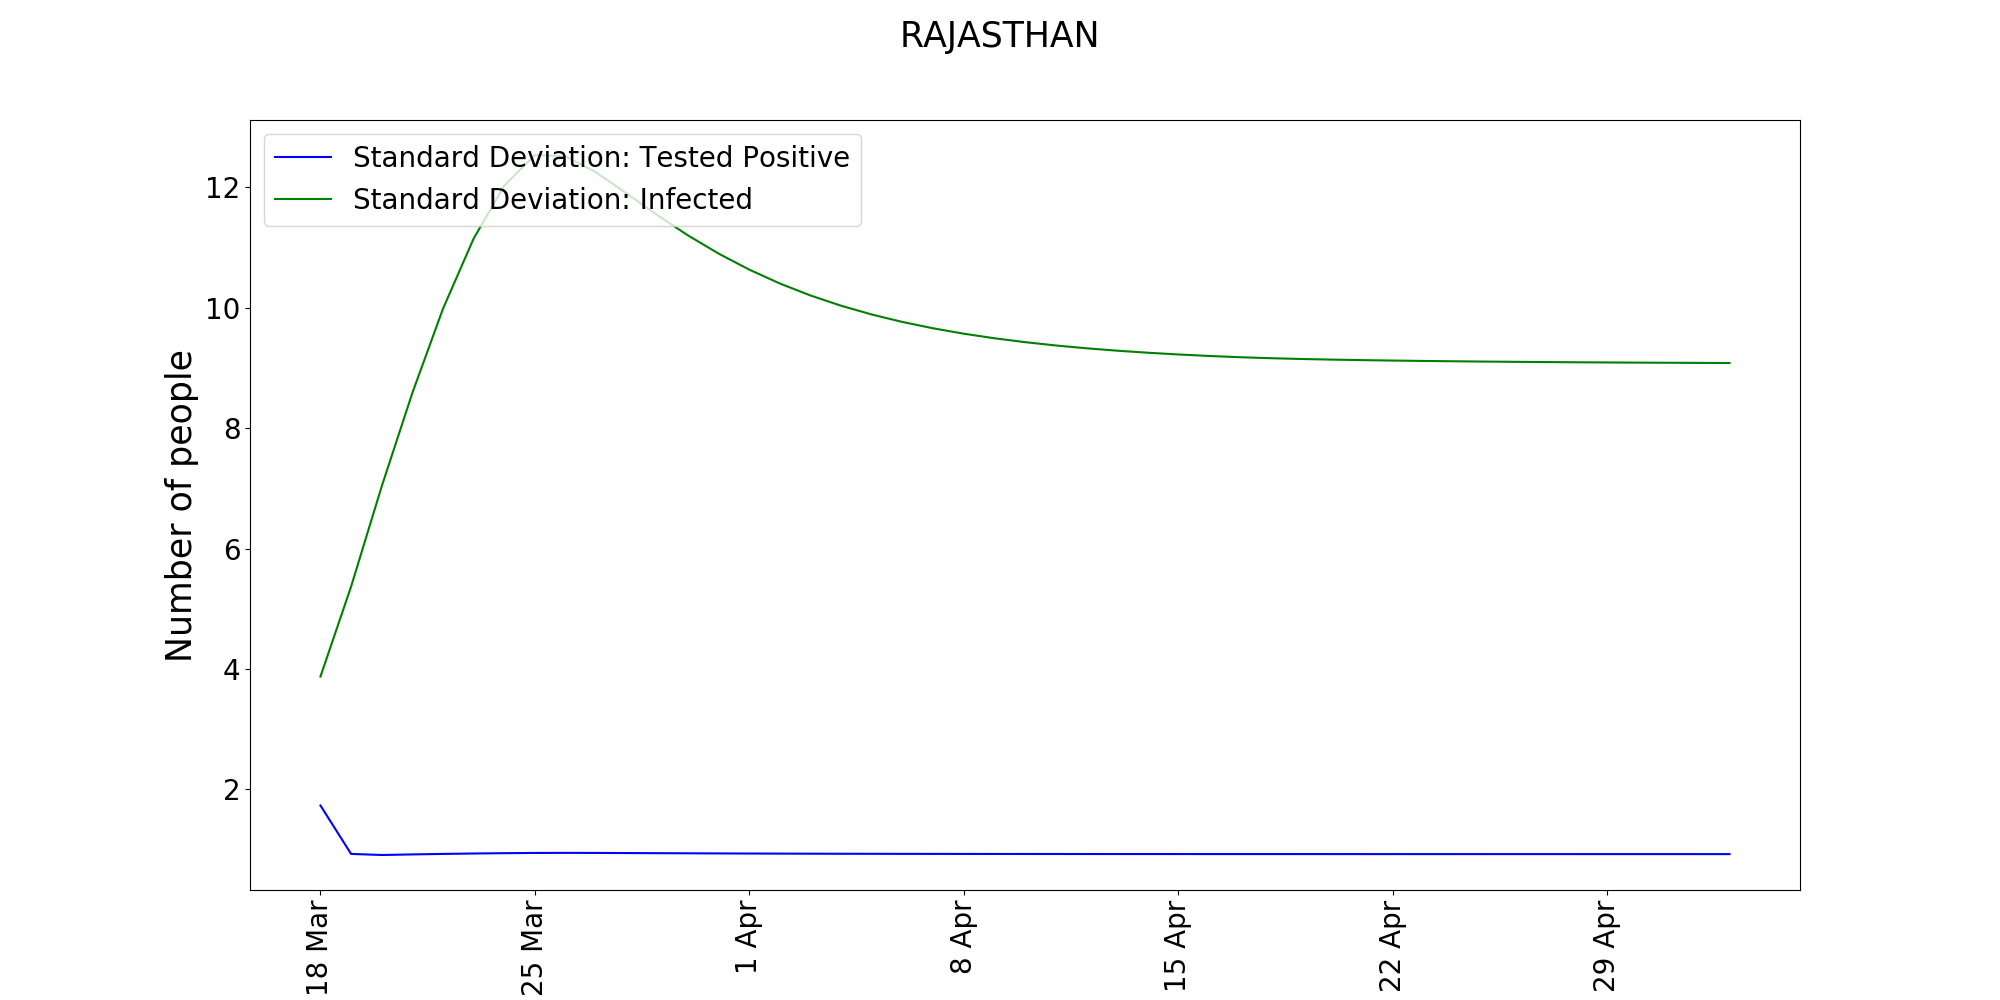 RAJASTHAN
Standard Deviation: Tested Positive
Standard Deviation: Infected
Number of people
12
10
8
6
4
2
18 Mar
25 Mar
1 Apr
8 Apr
15 Apr
22 Apr
29 Apr